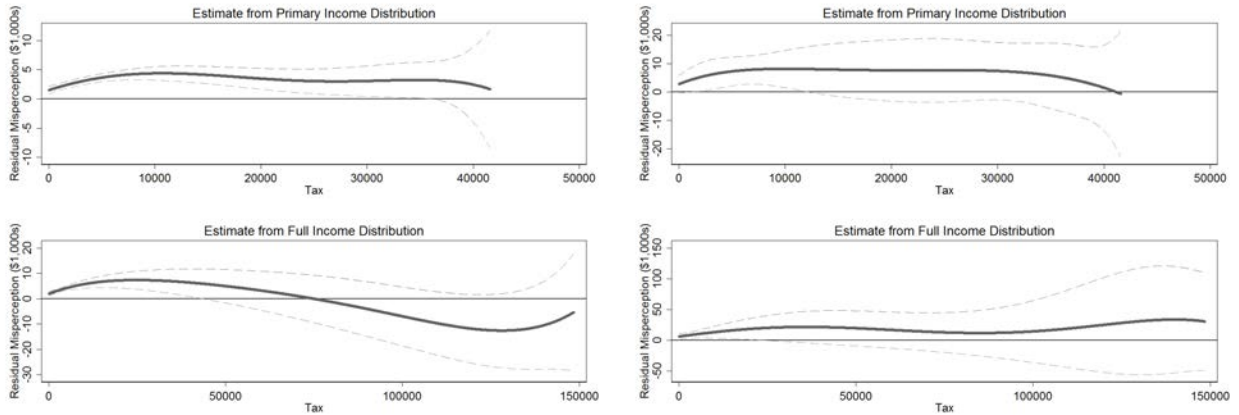 Estimate from Primary Income Distribution
Residual Misperception ($1,000s)
10
5
0
-5
-10
0 10000 20000 30000 40000 50000
Tax
Estimate from Primary Income Distribution
Residual Misperception ($1,000s)
20
10
0
-10
-20
0 10000 20000 30000 40000 50000
Tax
Estimate from Full Income Distribution
Residual Misperception ($1,000s)
20
10
0
-10
-20
-30
0 50000 100000 150000
Tax
Estimate from Full Income Distribution
Residual Misperception ($1,000s)
150
100
50
0
-50
0 50000 100000 150000
Tax